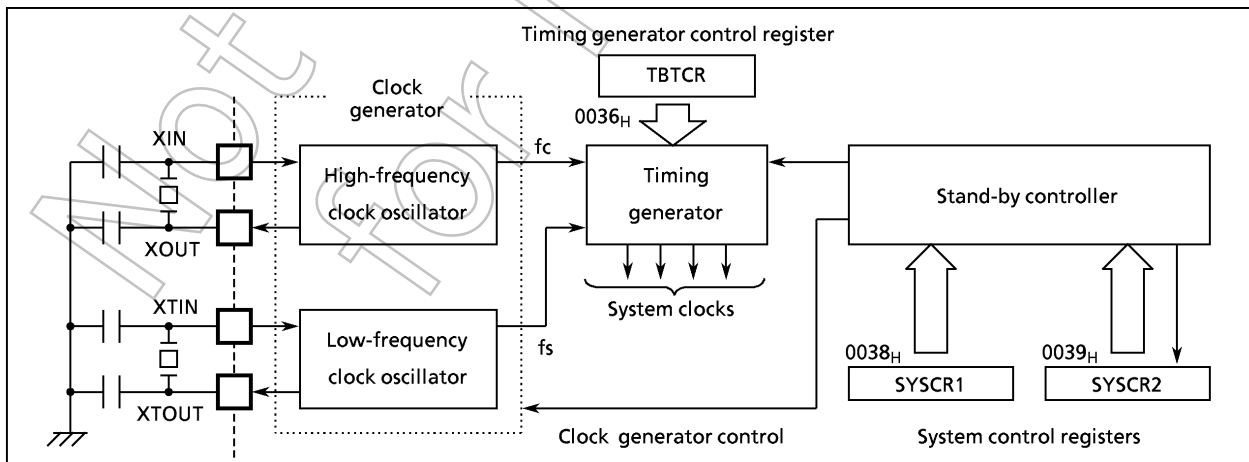 Timing generator control register
TBTCR
0036H
Clock
generator
XIN
XOUT
High-frequency
clock oscillator
fc
Timing
generator
Stand-by controller
System clocks
XTIN
XTOUT
Low-frequency
clock oscillator
fs
0038H
SYSCR1
0039H
SYSCR2
Clock generator control
System control registers
Not
for